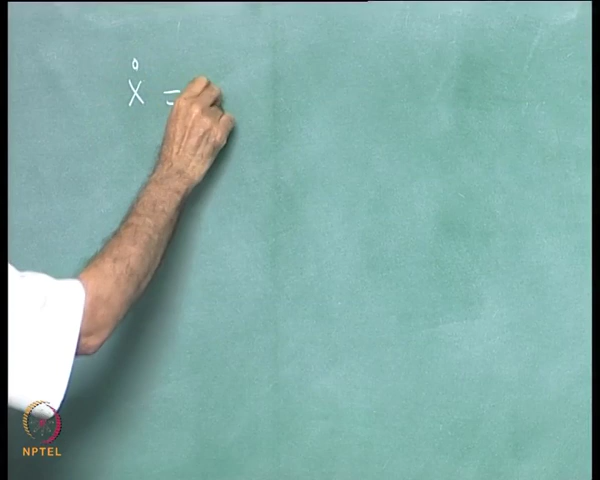 ẋ =
NPTEL